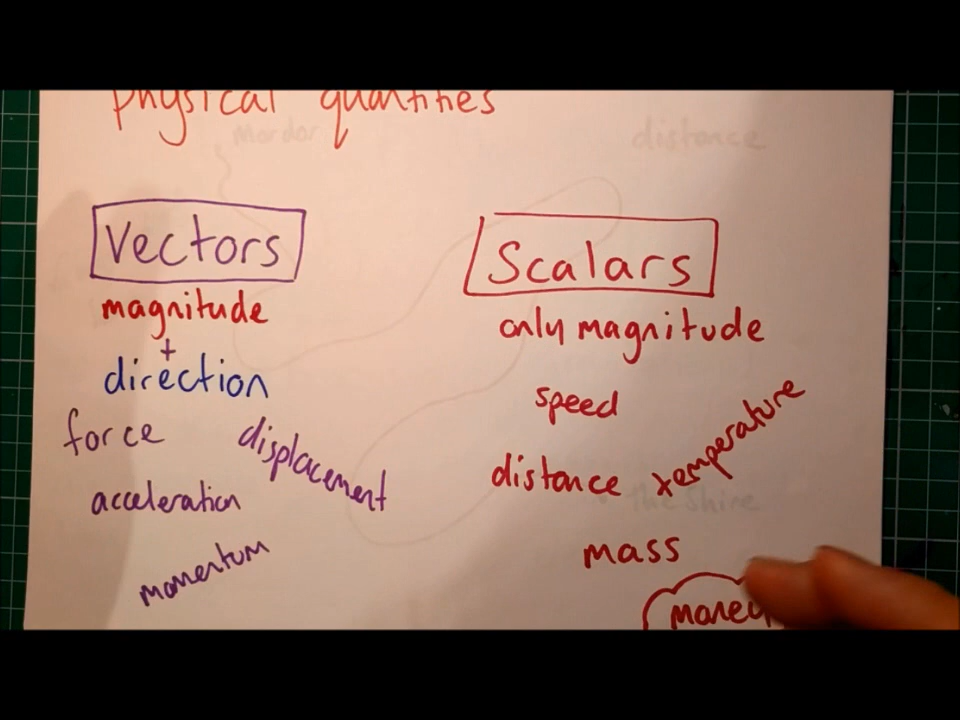 physical quantities
mordor
distance
Vectors
magnitude
+
direction
force
displacement
acceleration
momentum
Scalars
only magnitude
speed
temperature
distance
the Shire
mass
money